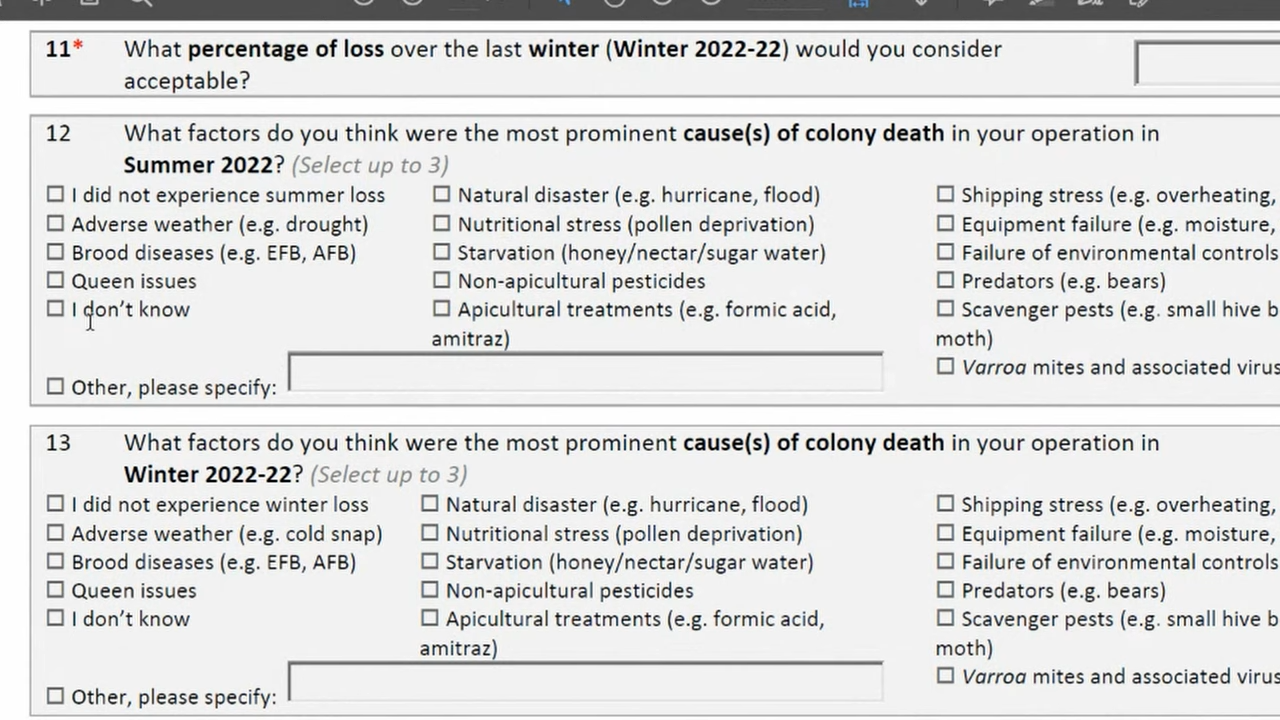 11* What percentage of loss over the last winter (Winter 2022-22) would you consider
acceptable?
12 What factors do you think were the most prominent cause(s) of colony death in your operation in
Summer 2022? (Select up to 3)
☐ I did not experience summer loss
☐ Adverse weather (e.g. drought)
☐ Brood diseases (e.g. EFB, AFB)
☐ Queen issues
☐ I don't know
☐ Natural disaster (e.g. hurricane, flood)
☐ Nutritional stress (pollen deprivation)
☐ Starvation (honey/nectar/sugar water)
☐ Non-apicultural pesticides
☐ Apicultural treatments (e.g. formic acid,
amitraz)
☐ Shipping stress (e.g. overheating,
☐ Equipment failure (e.g. moisture,
☐ Failure of environmental controls
☐ Predators (e.g. bears)
☐ Scavenger pests (e.g. small hive b
moth)
☐ Varroa mites and associated virus
☐ Other, please specify:
13 What factors do you think were the most prominent cause(s) of colony death in your operation in
Winter 2022-22? (Select up to 3)
☐ I did not experience winter loss
☐ Adverse weather (e.g. cold snap)
☐ Brood diseases (e.g. EFB, AFB)
☐ Queen issues
☐ I don't know
☐ Natural disaster (e.g. hurricane, flood)
☐ Nutritional stress (pollen deprivation)
☐ Starvation (honey/nectar/sugar water)
☐ Non-apicultural pesticides
☐ Apicultural treatments (e.g. formic acid,
amitraz)
☐ Shipping stress (e.g. overheating,
☐ Equipment failure (e.g. moisture,
☐ Failure of environmental controls
☐ Predators (e.g. bears)
☐ Scavenger pests (e.g. small hive b
moth)
☐ Varroa mites and associated virus
☐ Other, please specify: